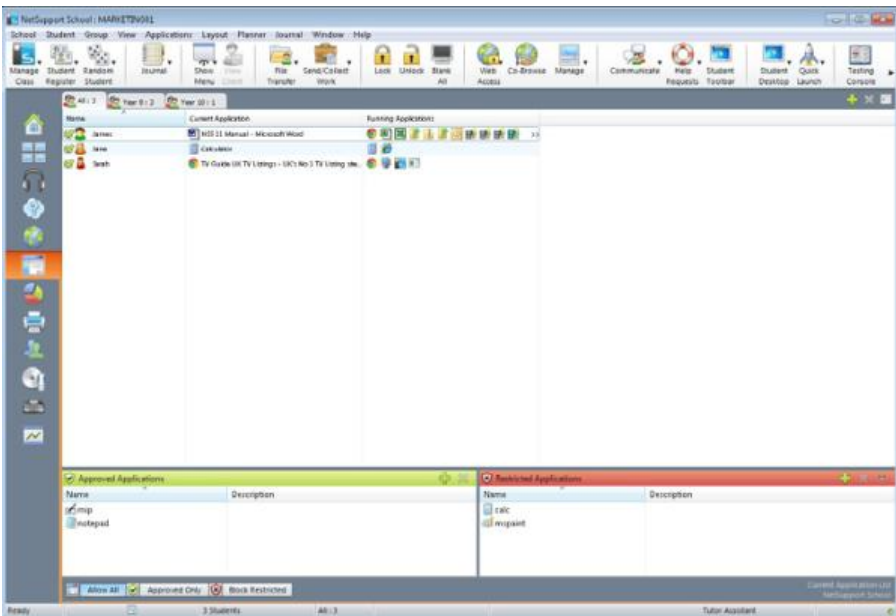 NetSupport School : MARKETING01
School Student Group View Applications Layout Planner Journal Window Help
Manage Class
Student Register
Random Student
Journal
Show Menu
View Client
File Transfer
Send/Collect Work
Lock
Unlock
Blank All
Web Access
Co-Browse
Manage
Communicate
Help Requests
Student Toolbar
Student Desktop
Quick Launch
Testing Console
All : 3
Year 10 : 1
Name Current Application Running Applications
James NSS 11 Manual - Microsoft Word
Jane Calculator
Sarah TV Guide UK TV Listings - UK's No 1 TV listing site..
Approved Applications
Name Description
notepad
Restricted Applications
Name Description
calc
mspaint
Allow All Approved Only Block Restricted
Current Application List
NetSupport School
Ready 3 Students All : 3 Tutor Assistant